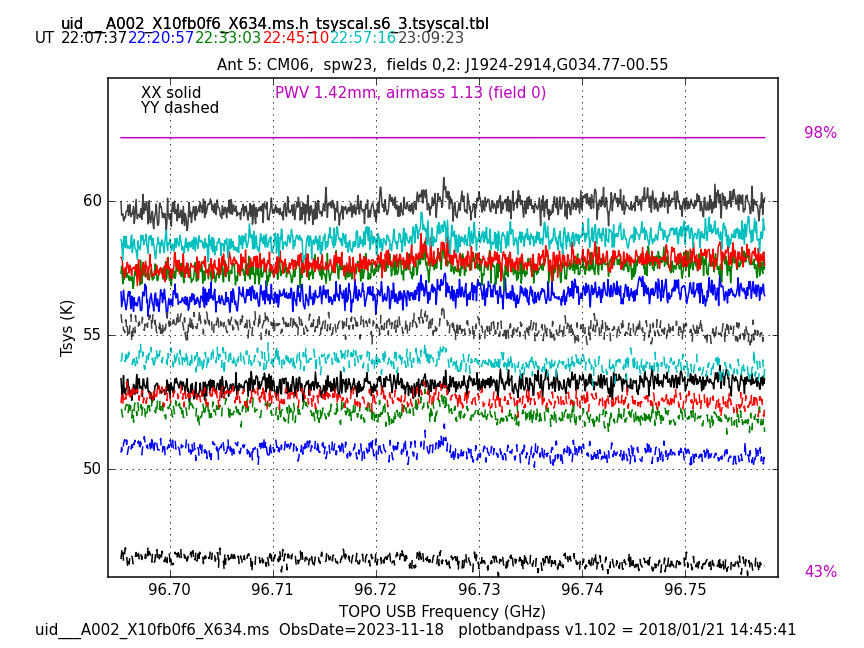 uid___A002_X10fb0f6_X634.ms.h_tsyscal.s6_3.tsyscal.tbl
UT 22:07:37 22:20:57 22:33:03 22:45:10 22:57:16 23:09:23
Ant 5: CM06, spw23, fields 0,2: J1924-2914,G034.77-00.55
XX solid PWV 1.42mm, airmass 1.13 (field 0)
YY dashed
98%
60
55
50
Tsys (K)
43%
96.70 96.71 96.72 96.73 96.74 96.75
TOPO USB Frequency (GHz)
uid___A002_X10fb0f6_X634.ms ObsDate=2023-11-18 plotbandpass v1.102 = 2018/01/21 14:45:41